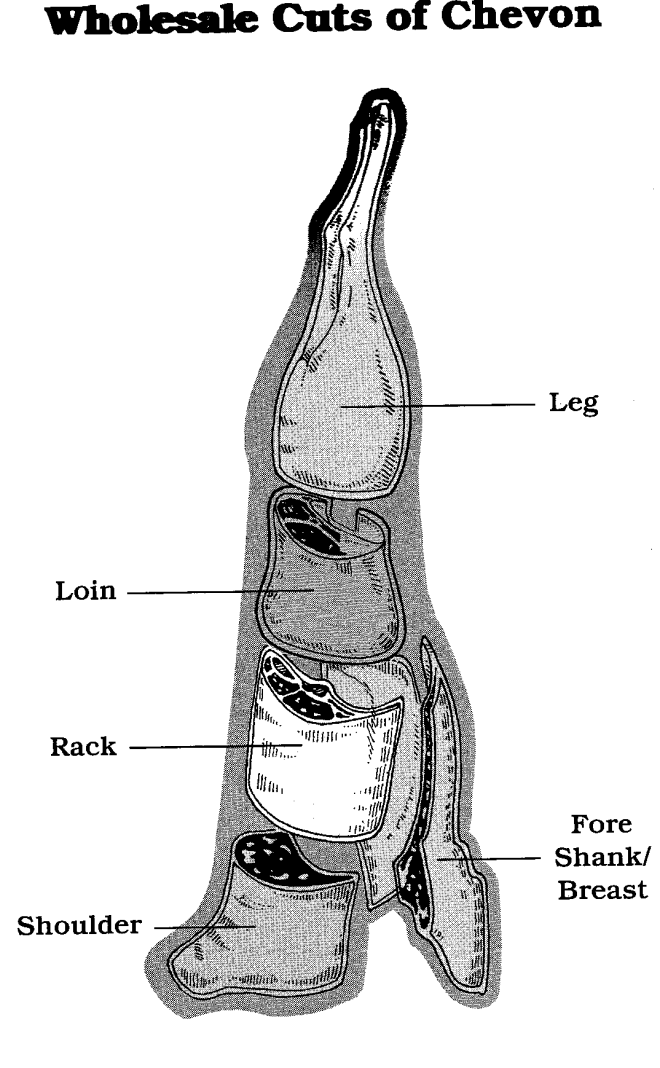 Wholesale Cuts of Chevon
Leg
Loin
Rack
Fore
Shank/
Breast
Shoulder